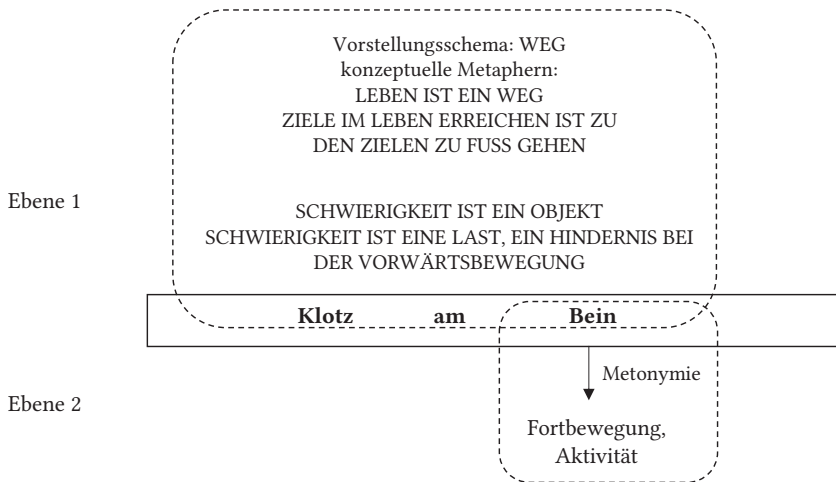 Vorstellungsschema: WEG
konzeptuelle Metaphern:
LEBEN IST EIN WEG
ZIELE IM LEBEN ERREICHEN IST ZU
DEN ZIELEN ZU FUSS GEHEN
Ebene 1
SCHWIERIGKEIT IST EIN OBJEKT
SCHWIERIGKEIT IST EINE LAST, EIN HINDERNIS BEI
DER VORWÄRTSBEWEGUNG
Klotz am Bein
Metonymie
Ebene 2
Fortbewegung,
Aktivität